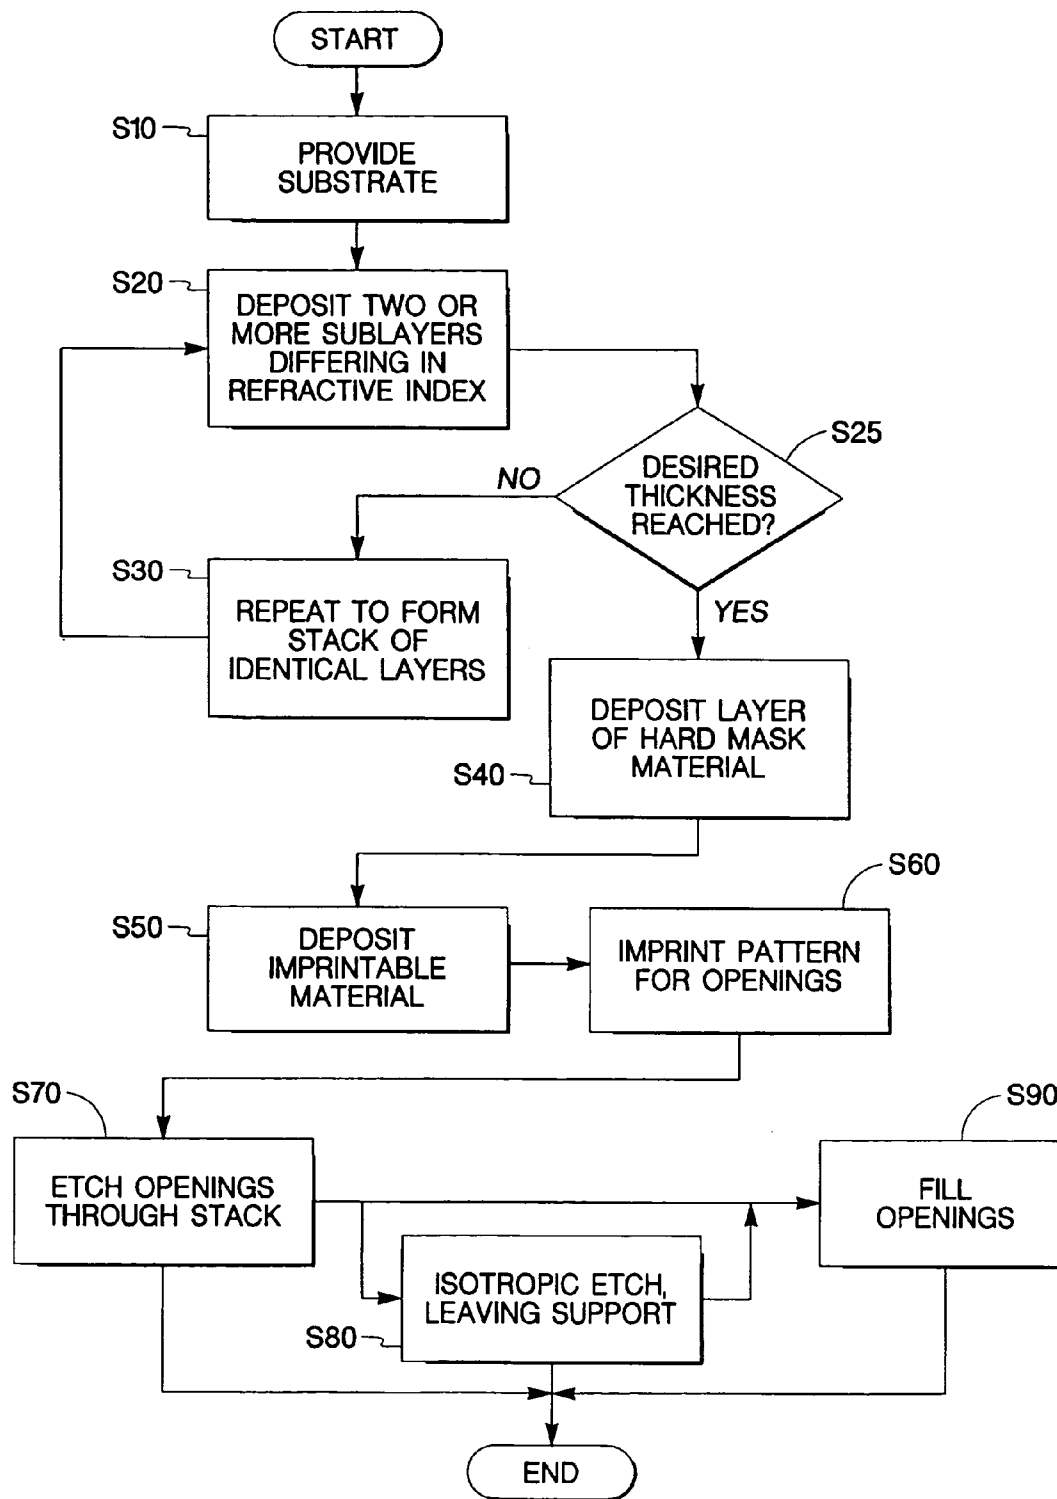 START
S10
PROVIDE
SUBSTRATE
S20
DEPOSIT TWO OR
MORE SUBLAYERS
DIFFERING IN
REFRACTIVE INDEX
S25
DESIRED
THICKNESS
REACHED?
NO
YES
S30
REPEAT TO FORM
STACK OF
IDENTICAL LAYERS
DEPOSIT LAYER
OF HARD MASK
MATERIAL
S40
S50
DEPOSIT
IMPRINTABLE
MATERIAL
S60
IMPRINT PATTERN
FOR OPENINGS
S70
ETCH OPENINGS
THROUGH STACK
S90
FILL
OPENINGS
ISOTROPIC ETCH,
LEAVING SUPPORT
S80
END